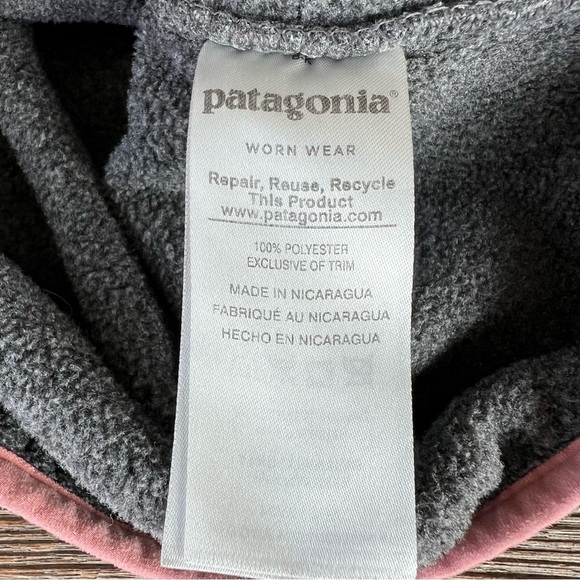 patagonia®
WORN WEAR
Repair, Reuse, Recycle
This Product
www.patagonia.com
100% POLYESTER
EXCLUSIVE OF TRIM
MADE IN NICARAGUA
FABRIQUÉ AU NICARAGUA
HECHO EN NICARAGUA